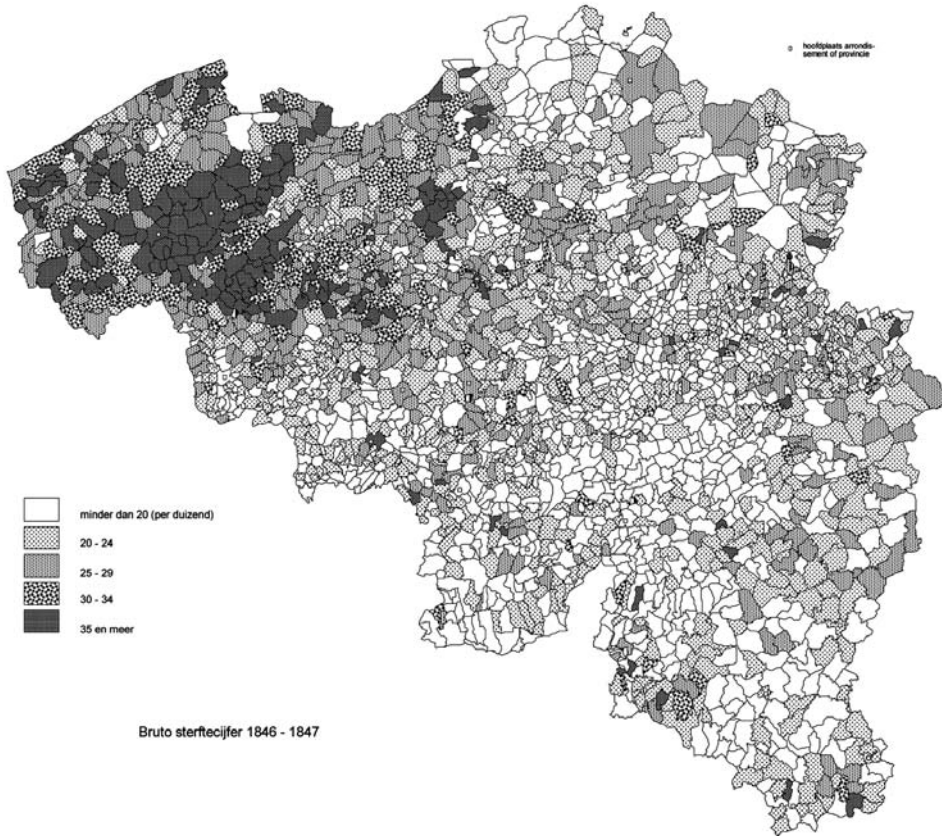 hoofdplaats arrondis-
sement of provincie
minder dan 20 (per duizend)
20 - 24
25 - 29
30 - 34
35 en meer
Bruto sterftecijfer 1846 - 1847